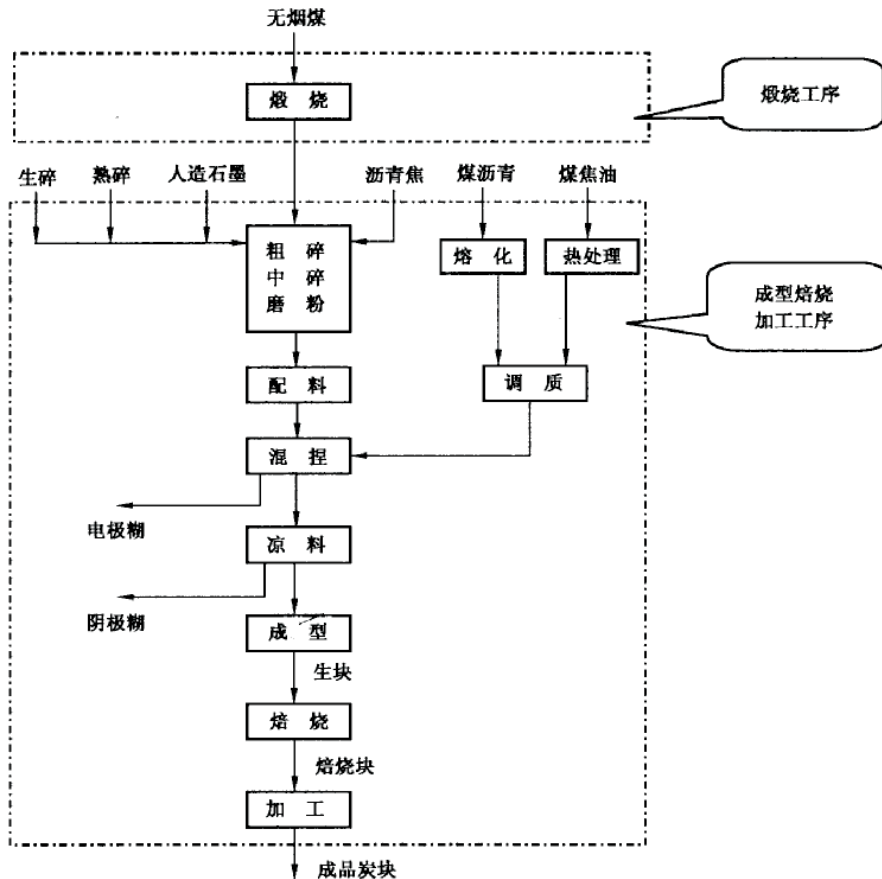 无烟煤
煅烧
煅烧工序
生碎
熟碎
人造石墨
沥青焦
煤沥青
煤焦油
粗碎
中碎
磨粉
熔化
热处理
成型焙烧
加工工序
配料
调质
混捏
电极糊
凉料
阴极糊
成型
生块
焙烧
焙烧块
加工
成品炭块